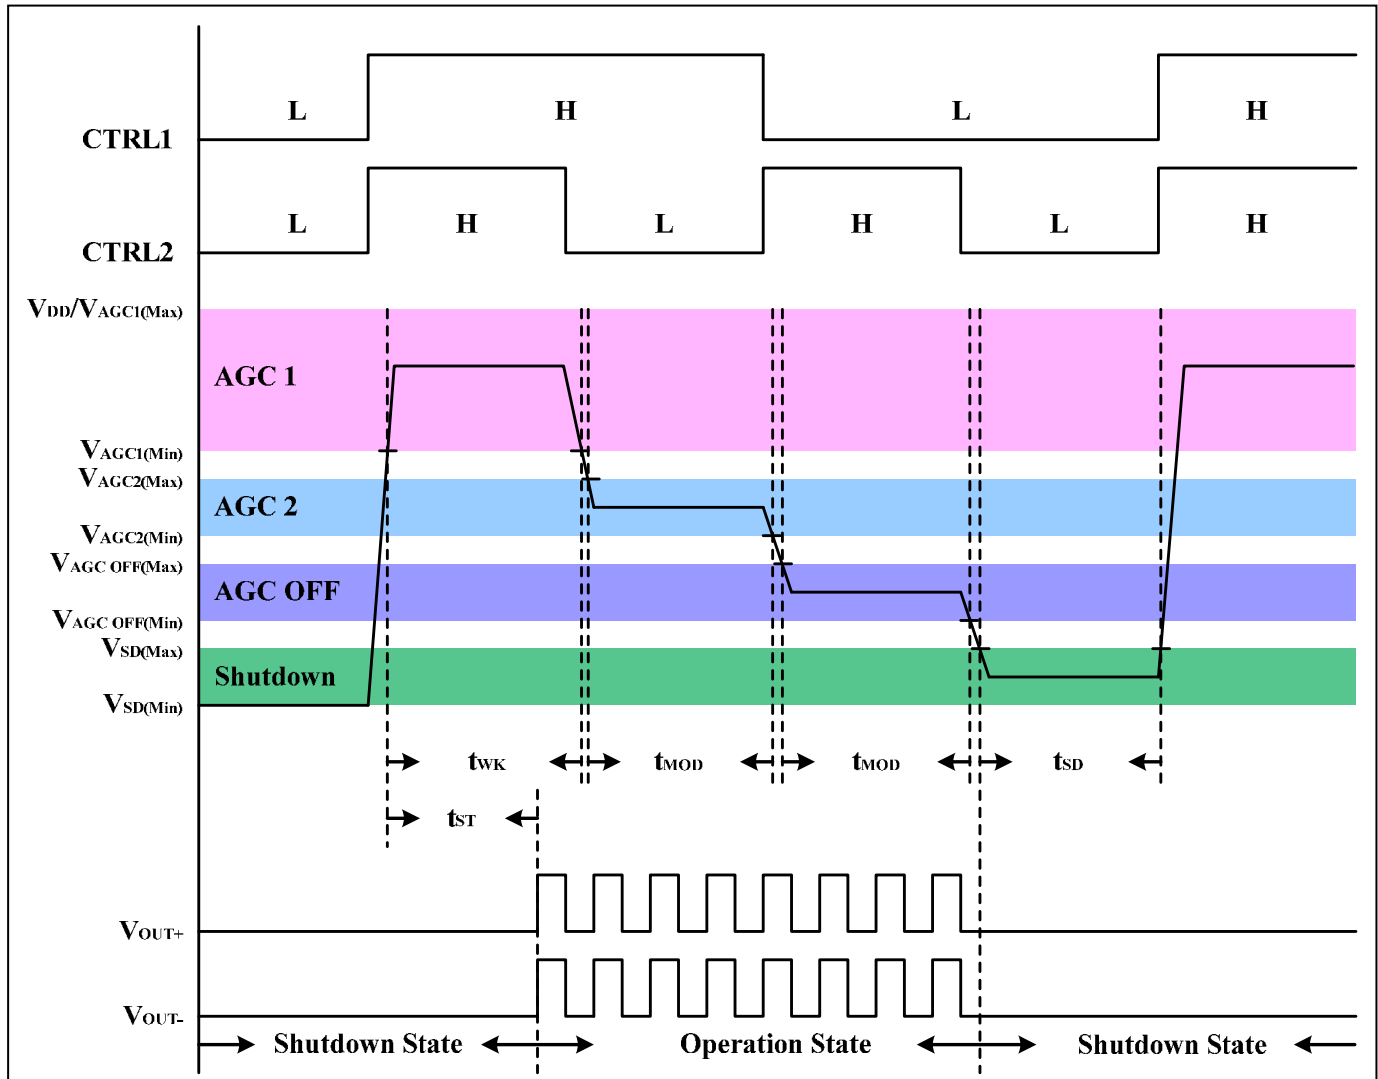 L H L H
CTRL1
L H L H L H
CTRL2
VDD/VAGC1(Max)
AGC 1
VAGC1(Min)
VAGC2(Max)
AGC 2
VAGC2(Min)
VAGC OFF(Max)
AGC OFF
VAGC OFF(Min)
VSD(Max)
Shutdown
VSD(Min)
tWK tMOD tMOD tSD
tST
VOUT+
VOUT-
Shutdown State Operation State Shutdown State